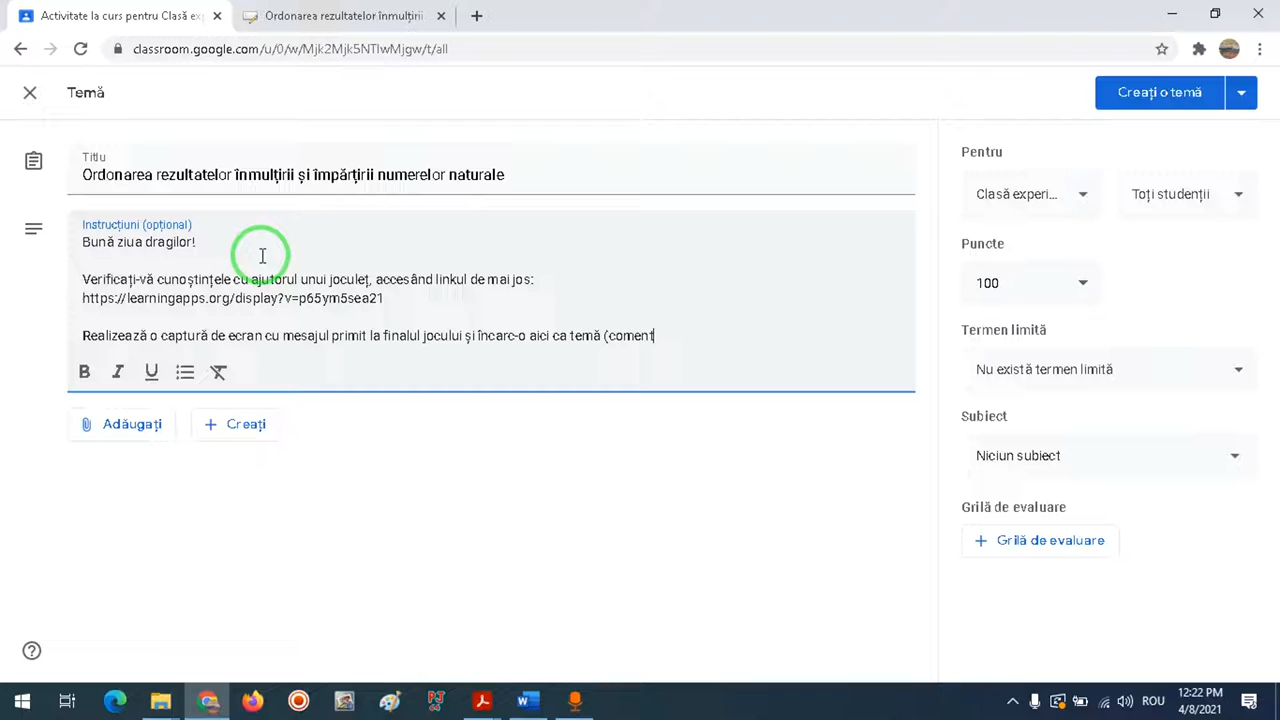 Activitate la curs pentru Clasă exp
Ordonarea rezultatelor înmulțirii
classroom.google.com/u/0/w/Mjk2Mjk5NTIwMjgw/t/all
Temă
Creați o temă
Titlu
Ordonarea rezultatelor înmulțirii și împărțirii numerelor naturale
Instrucțiuni (opțional)
Bună ziua dragilor!
Verificați-vă cunoștințele cu ajutorul unui joculeț, accesând linkul de mai jos:
https://learningapps.org/display?v=p65ym5sea21
Realizează o captură de ecran cu mesajul primit la finalul jocului și încarc-o aici ca temă (coment
B I U
Adăugați
Creați
Pentru
Clasă experi...
Toți studenții
Puncte
100
Termen limită
Nu există termen limită
Subiect
Niciun subiect
Grilă de evaluare
Grilă de evaluare
ROU
12:22 PM
4/8/2021